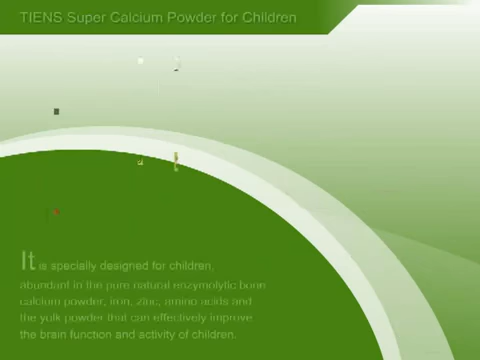 TIENS Super Calcium Powder for Children
It is specially designed for children,
abundant in the pure natural enzymolytic bone
calcium powder, iron, zinc, amino acids and
the yolk powder that can effectively improve
the brain function and activity of children.